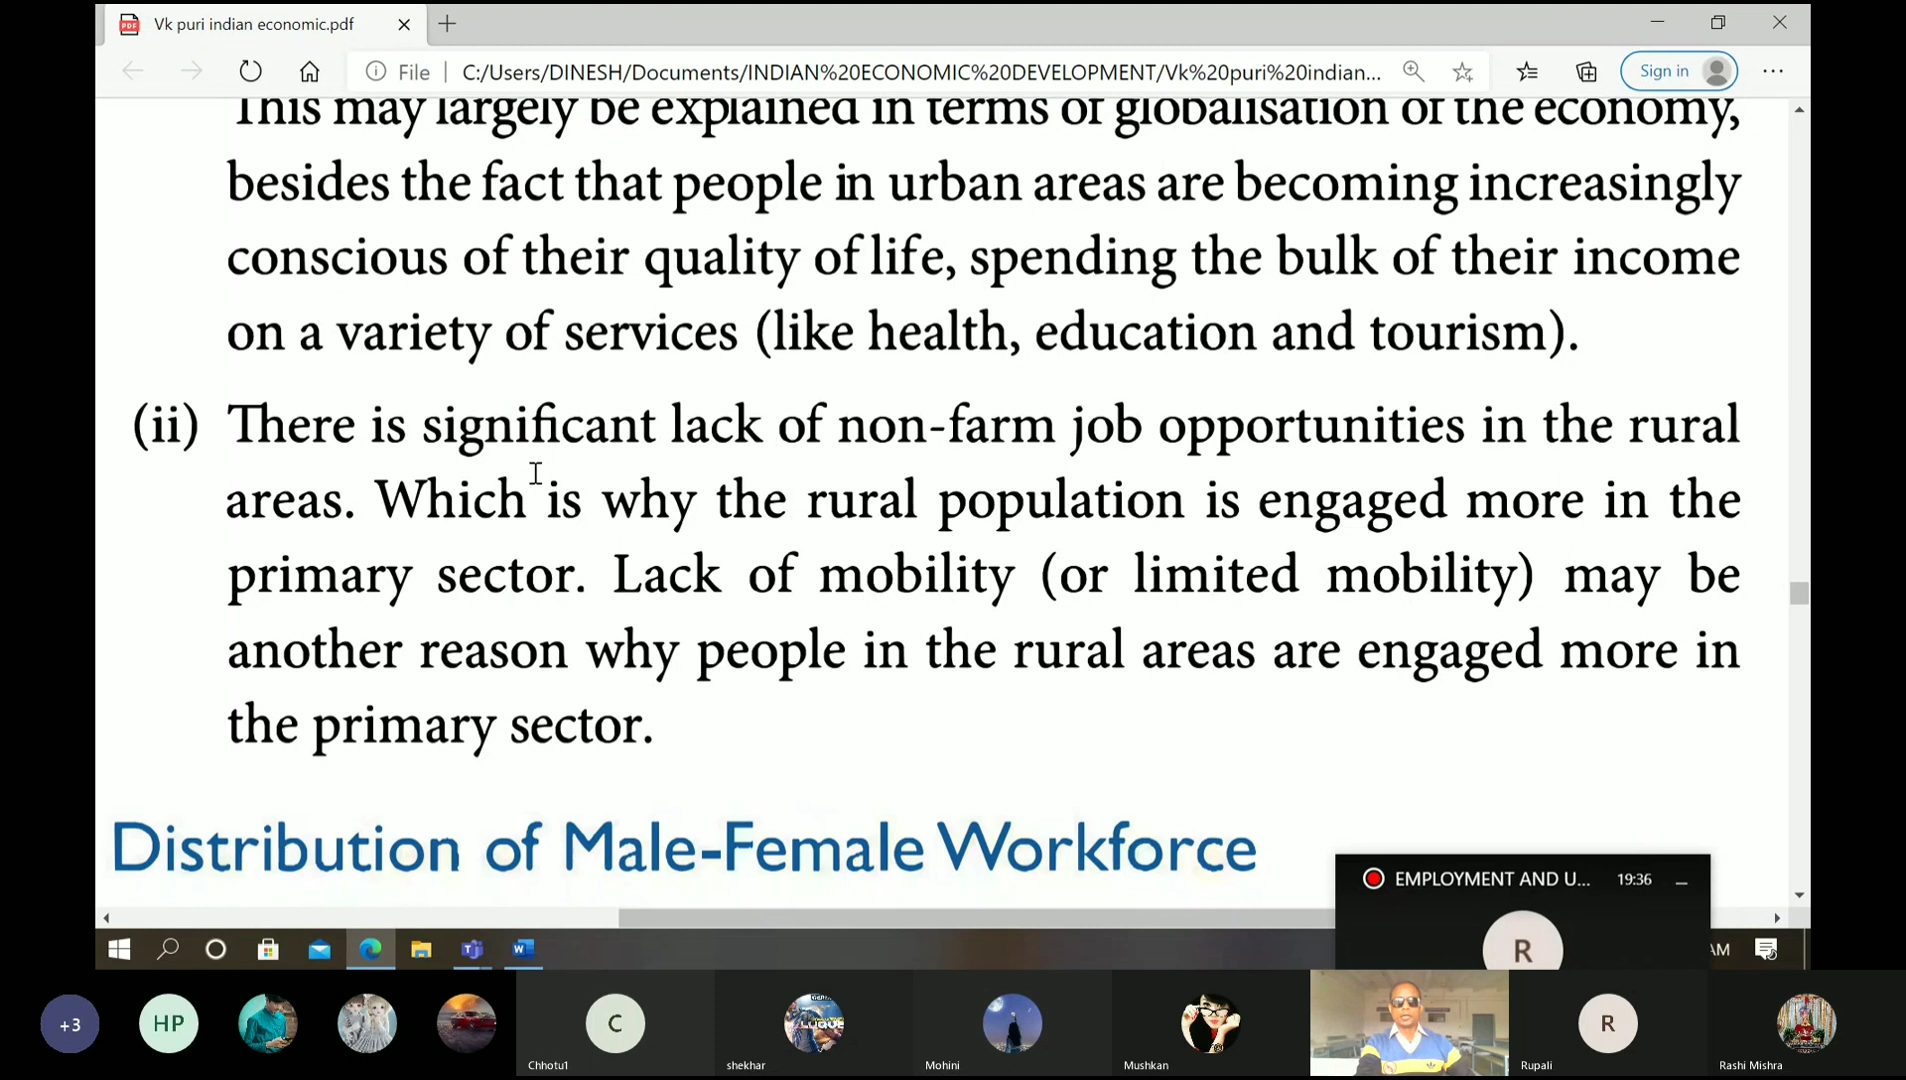 Vk puri indian economic.pdf
File
C:/Users/DINESH/Documents/INDIAN%20ECONOMIC%20DEVELOPMENT/Vk%20puri%20indian...
Sign in
This may largely be explained in terms of globalisation of the economy,
besides the fact that people in urban areas are becoming increasingly
conscious of their quality of life, spending the bulk of their income
on a variety of services (like health, education and tourism).
(ii) There is significant lack of non-farm job opportunities in the rural
areas. Which is why the rural population is engaged more in the
primary sector. Lack of mobility (or limited mobility) may be
another reason why people in the rural areas are engaged more in
the primary sector.
Distribution of Male-Female Workforce
EMPLOYMENT AND U... 19:36
R
AM
+3
HP
C
R
Chhotu1
shekhar
Mohini
Mushkan
Rupali
Rashi Mishra